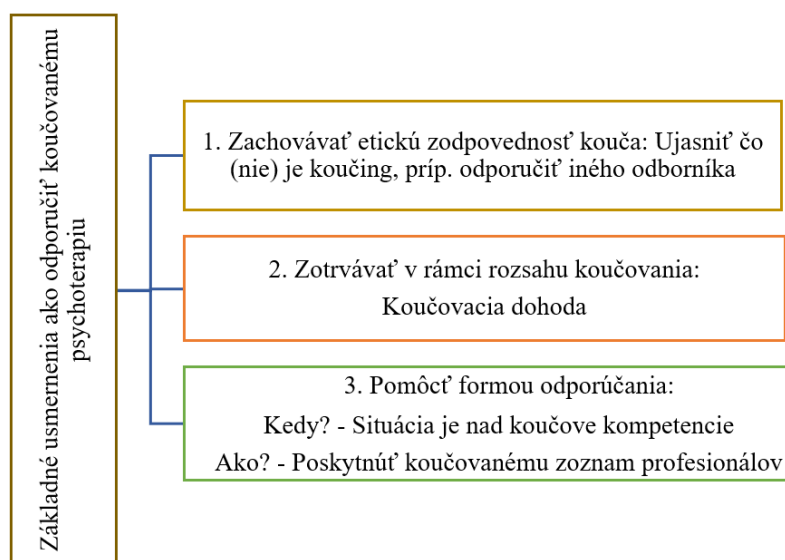 Základné usmernenia ako odporučiť koučovanému
psychoterapiu
1. Zachovávať etickú zodpovednosť kouča: Ujasniť čo
(nie) je koučing, príp. odporučiť iného odborníka
2. Zotrvávať v rámci rozsahu koučovania:
Koučovacia dohoda
3. Pomôcť formou odporúčania:
Kedy? - Situácia je nad koučove kompetencie
Ako? - Poskytnúť koučovanému zoznam profesionálov